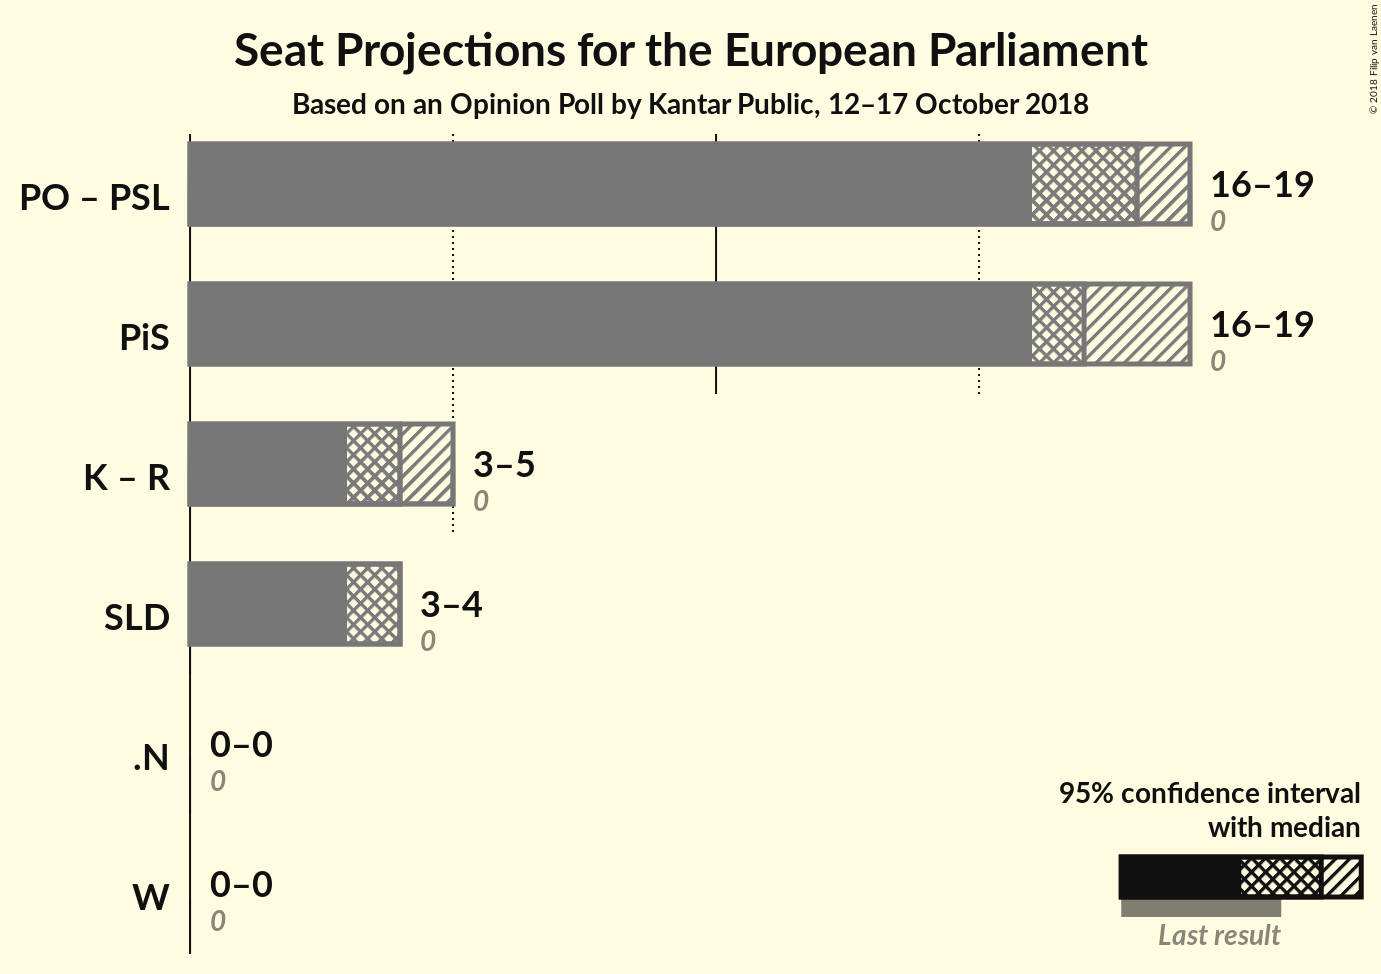 Seat Projections for the European Parliament
Based on an Opinion Poll by Kantar Public, 12–17 October 2018
© 2018 Filip van Laenen
PO – PSL
16–19
0
PiS
16–19
0
K – R
3–5
0
SLD
3–4
0
.N
0–0
0
W
0–0
0
95% confidence interval
with median
Last result